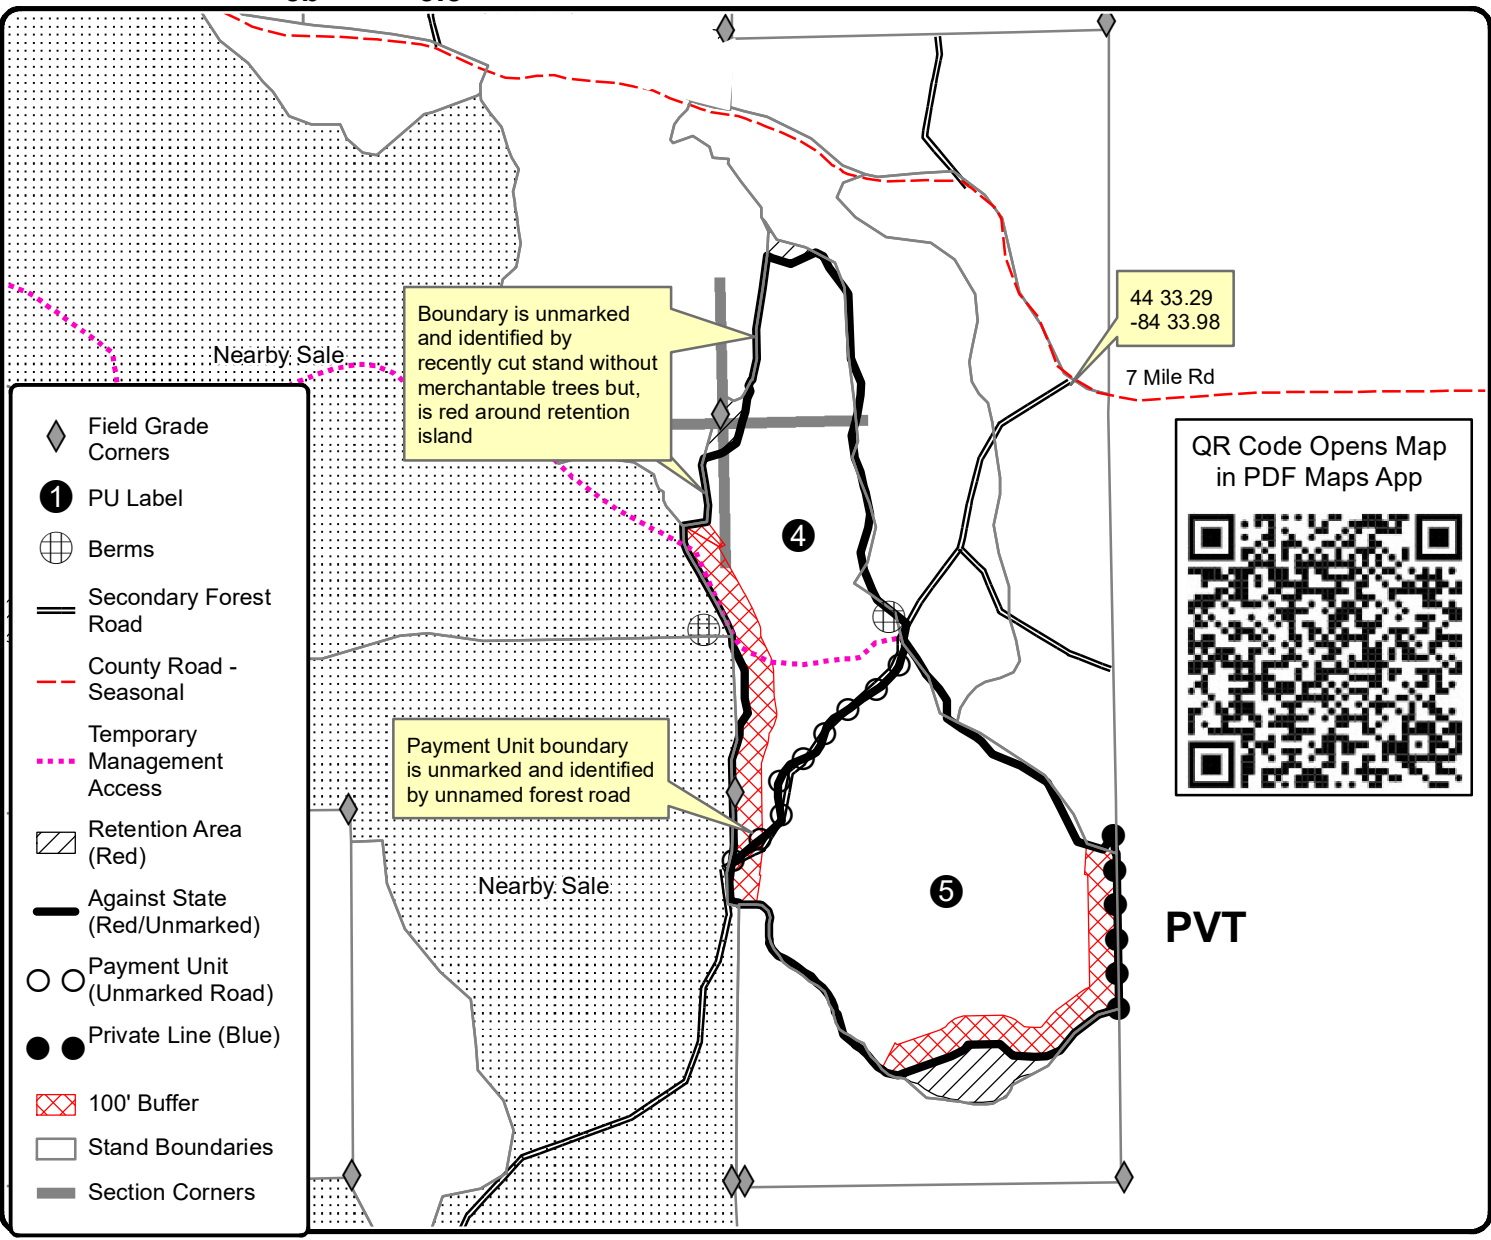 Boundary is unmarked
and identified by
recently cut stand without
merchantable trees but,
is red around retention
island
44 33.29
-84 33.98
Nearby Sale
7 Mile Rd
QR Code Opens Map
in PDF Maps App
4
Payment Unit boundary
is unmarked and identified
by unnamed forest road
Nearby Sale
5
PVT
Field Grade
Corners
1 PU Label
Berms
Secondary Forest
Road
County Road -
Seasonal
Temporary
Management
Access
Retention Area
(Red)
Against State
(Red/Unmarked)
Payment Unit
(Unmarked Road)
Private Line (Blue)
100' Buffer
Stand Boundaries
Section Corners